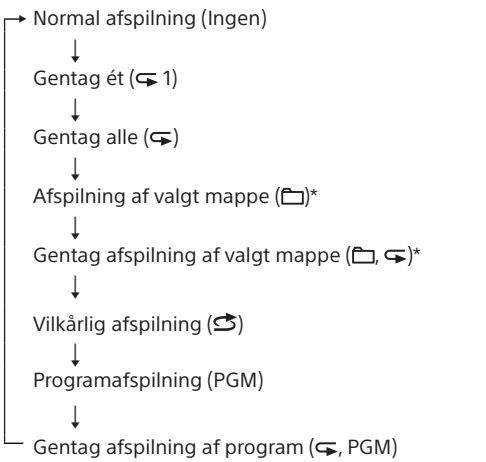 Normal afspilning (Ingen)
Gentag ét (1)
Gentag alle ()
Afspilning af valgt mappe ()*
Gentag afspilning af valgt mappe (, )*
Vilkårlig afspilning ()
Programafspilning (PGM)
Gentag afspilning af program (, PGM)